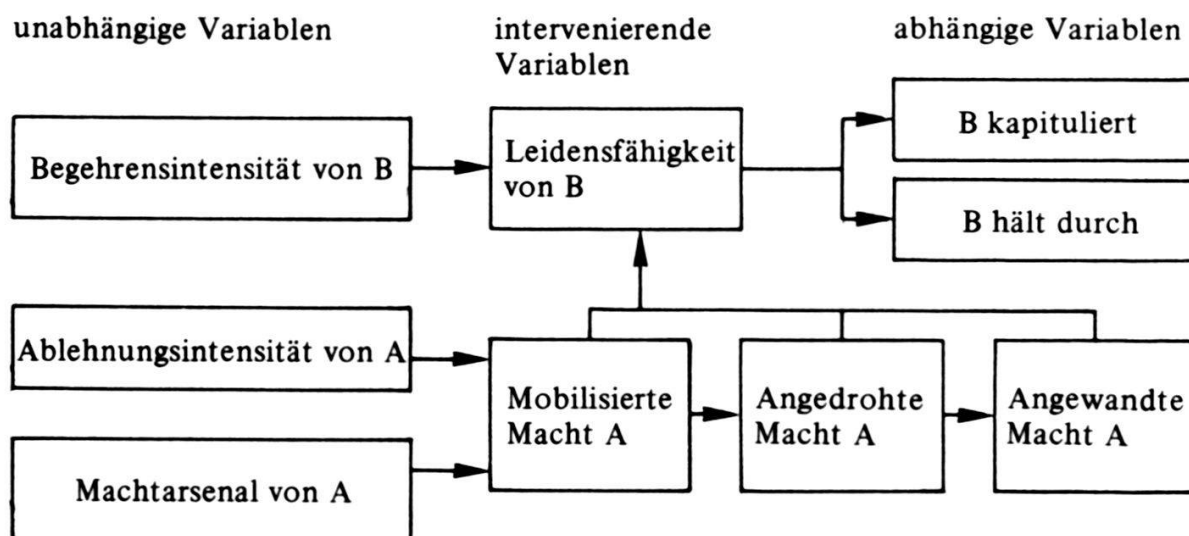 unabhängige Variablen
intervenierende
Variablen
abhängige Variablen
Begehrensintensität von B
Leidensfähigkeit
von B
B kapituliert
B hält durch
Ablehnungsintensität von A
Machtarsenal von A
Mobilisierte
Macht A
Angedrohte
Macht A
Angewandte
Macht A